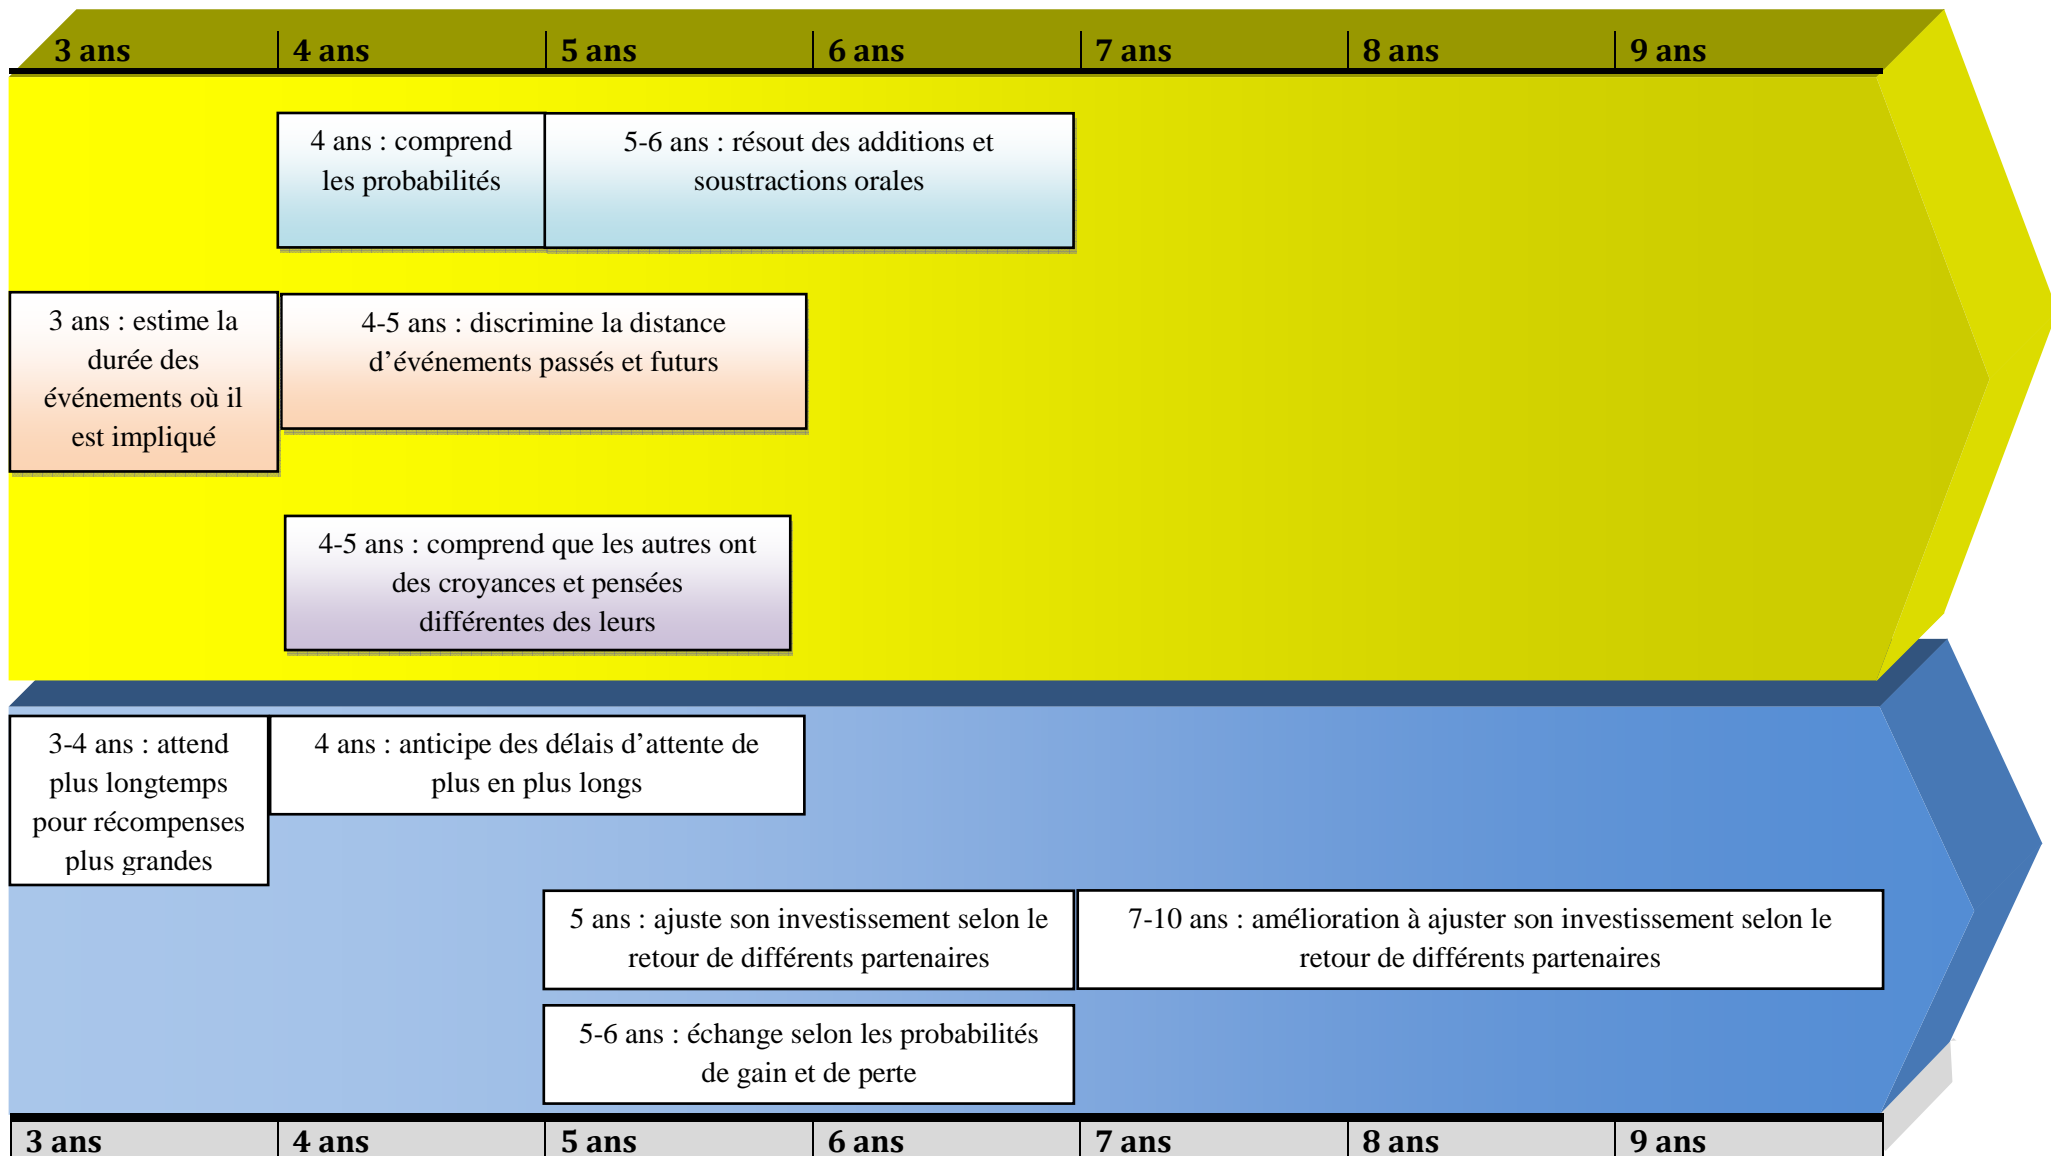 3 ans 4 ans 5 ans 6 ans 7 ans 8 ans 9 ans
4 ans : comprend
les probabilités
5-6 ans : résout des additions et
soustractions orales
3 ans : estime la
durée des
événements où il
est impliqué
4-5 ans : discrimine la distance
d’événements passés et futurs
4-5 ans : comprend que les autres ont
des croyances et pensées
différentes des leurs
3-4 ans : attend
plus longtemps
pour récompenses
plus grandes
4 ans : anticipe des délais d’attente de
plus en plus longs
5 ans : ajuste son investissement selon le
retour de différents partenaires
7-10 ans : amélioration à ajuster son investissement selon le
retour de différents partenaires
5-6 ans : échange selon les probabilités
de gain et de perte
3 ans 4 ans 5 ans 6 ans 7 ans 8 ans 9 ans